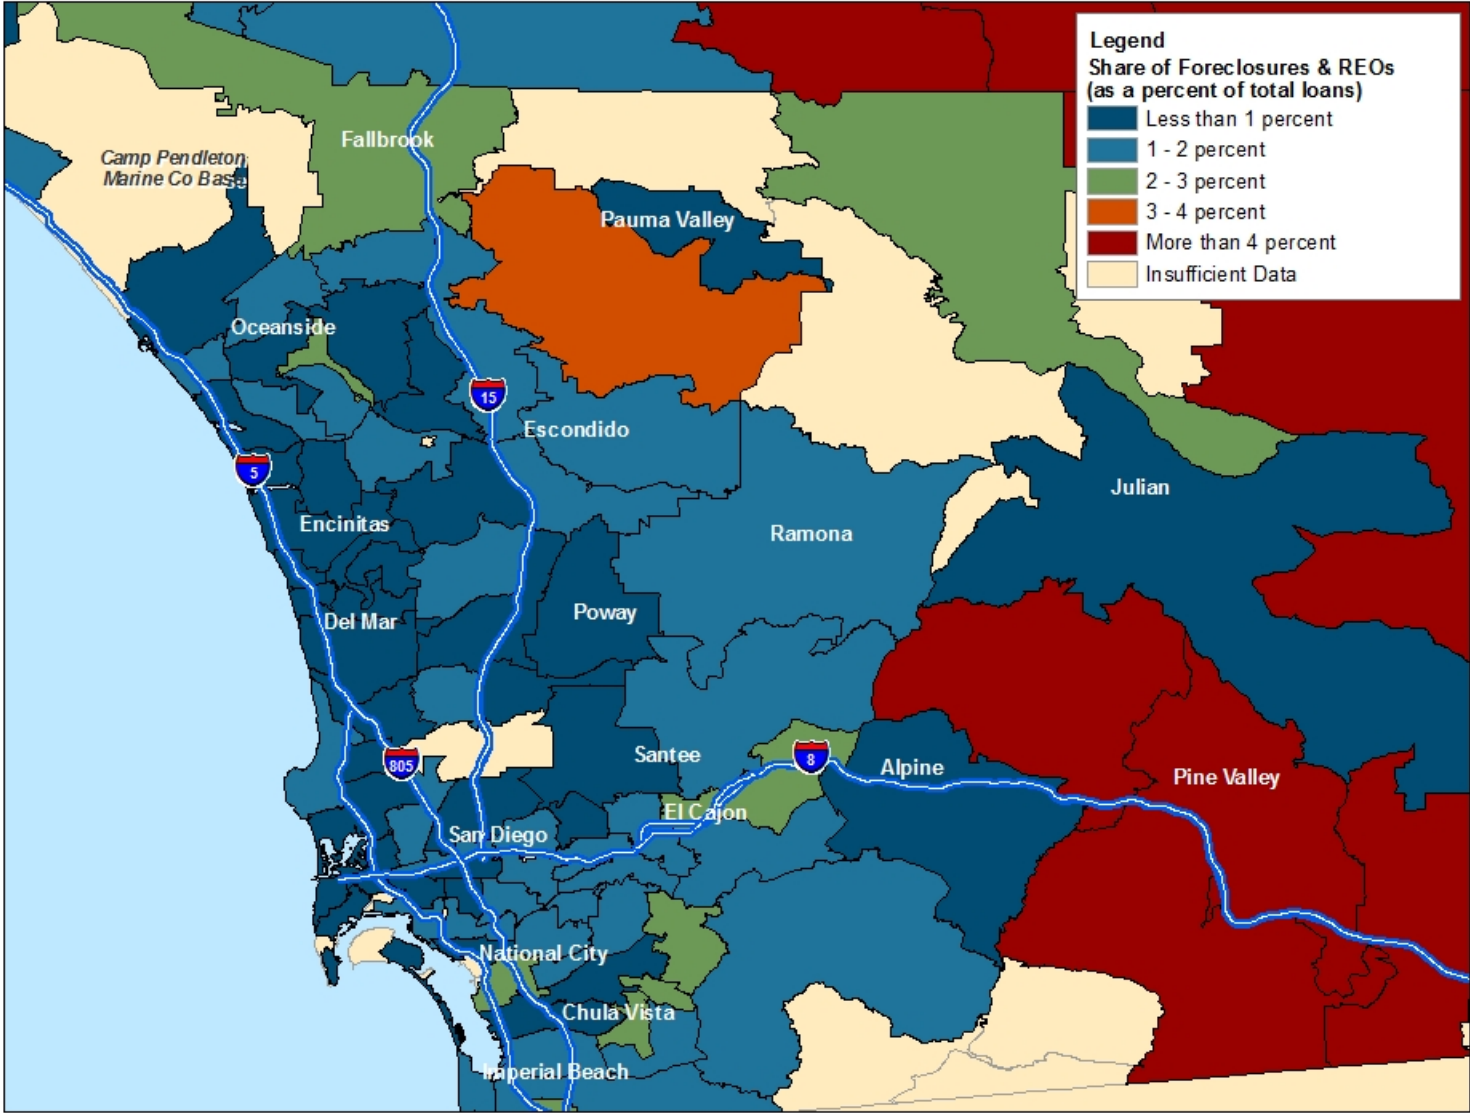 Legend
Share of Foreclosures & REOs
(as a percent of total loans)
Less than 1 percent
1 - 2 percent
2 - 3 percent
3 - 4 percent
More than 4 percent
Insufficient Data
Fallbrook
Camp Pendleton
Marine Co Base
Pauma Valley
Oceanside
15
Escondido
5
Julian
Encinitas
Ramona
Poway
Del Mar
Santee
805
8
Alpine
Pine Valley
El Cajon
San Diego
National City
Chula Vista
Imperial Beach